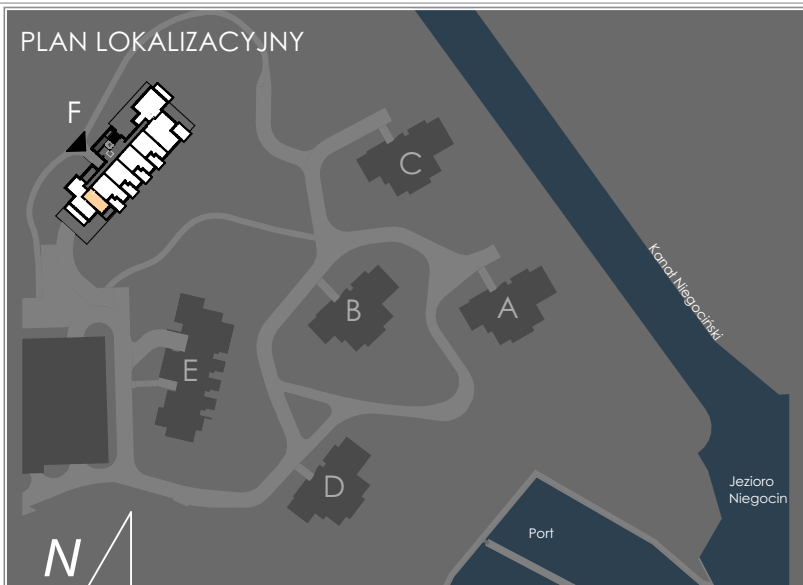 PLAN LOKALIZACYJNY
F
C
Kanał Niegociński
B
A
E
D
Jezioro
Niegocin
Port
N